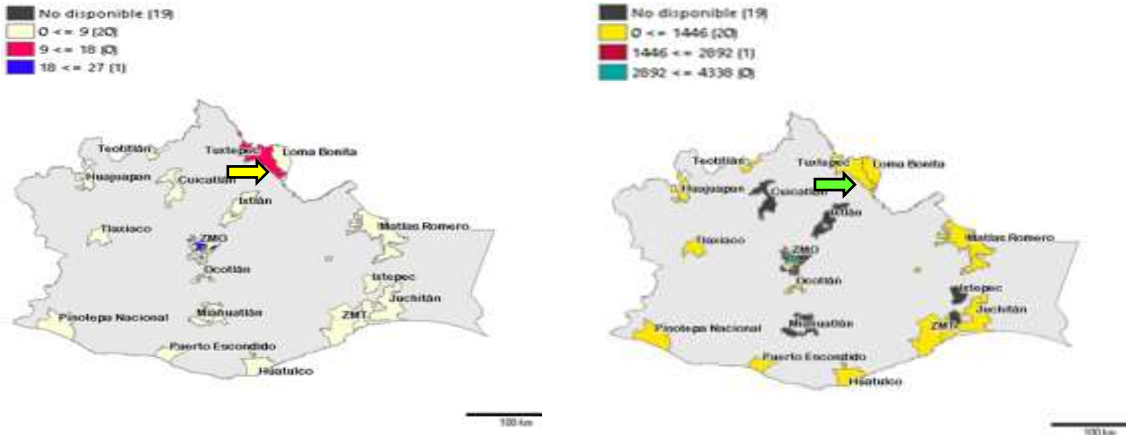 No disponible (19)
0 <= 9 (20)
9 <= 18 (0)
18 <= 27 (1)
Teotitlán
Tuxtepec
Loma Bonita
Huajuapan
Cuicatlán
Ixtlán
Tlaxiaco
ZMO
Matías Romero
Ocotlán
Ixtepec
Juchitán
Miahuatlán
ZMT
Pinotepa Nacional
Puerto Escondido
Huatulco
100 km
No disponible (19)
0 <= 1446 (20)
1446 <= 2892 (1)
2892 <= 4338 (0)
Teotitlán
Tuxtepec
Loma Bonita
Huajuapan
Cuicatlán
Ixtlán
Tlaxiaco
ZMO
Matías Romero
Ocotlán
Ixtepec
Juchitán
Miahuatlán
ZMT
Pinotepa Nacional
Puerto Escondido
Huatulco
100 km